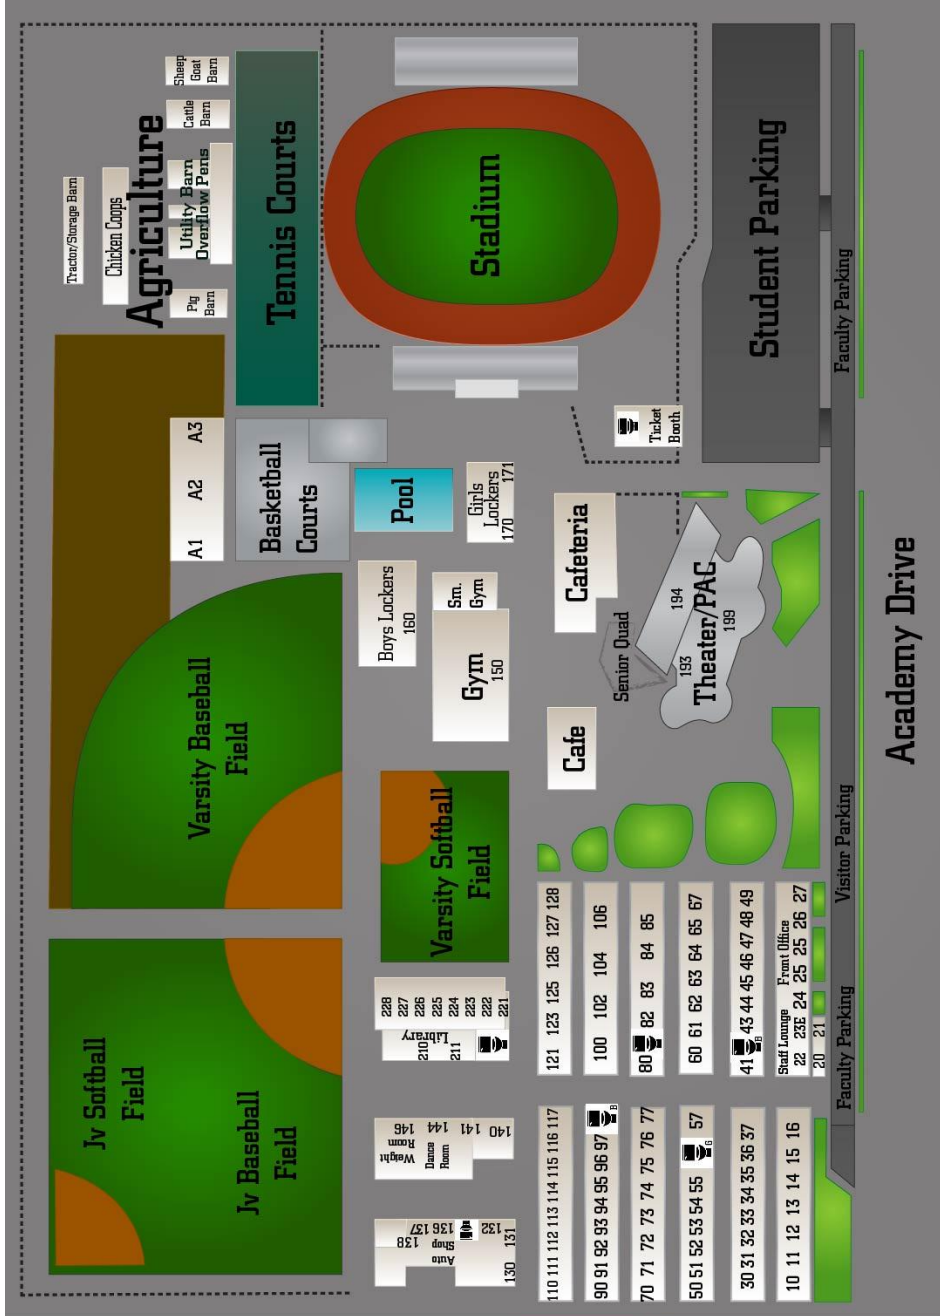 Jv Softball
Field
Jv Baseball
Field
Varsity Baseball
Field
Tractor/Storage Barn
Chicken Coops
Agriculture
Pig
Barn
Utility Barn
Overflow Pens
Cattle
Barn
Sheep
Goat
Barn
A1 A2 A3
Basketball
Courts
Tennis Courts
Stadium
Pool
Girls
Lockers
170 171
Boys Lockers
160
Sm.
Gym
Gym
150
Varsity Softball
Field
228
227
226
225
224
223
222
221
Library
210
211
146
Weight
Room
144
Dance
Room
141
140
138
137
136
Auto
Shop
132
130 131
Ticket
Booth
Cafeteria
Cafe
Senior Quad
194
193
Theater/PAC
199
110 111 112 113 114 115 116 117
121 123 125 126 127 128
90 91 92 93 94 95 96 97 B
100 102 104 106
70 71 72 73 74 75 76 77
80 82 83 84 85
50 51 52 53 54 55 G 57
60 61 62 63 64 65 67
30 31 32 33 34 35 36 37
41 B 43 44 45 46 47 48 49
10 11 12 13 14 15 16
Staff Lounge Front Office
22 23E 24 25 25 26 27
20 21
Student Parking
Faculty Parking
Visitor Parking
Faculty Parking
Academy Drive